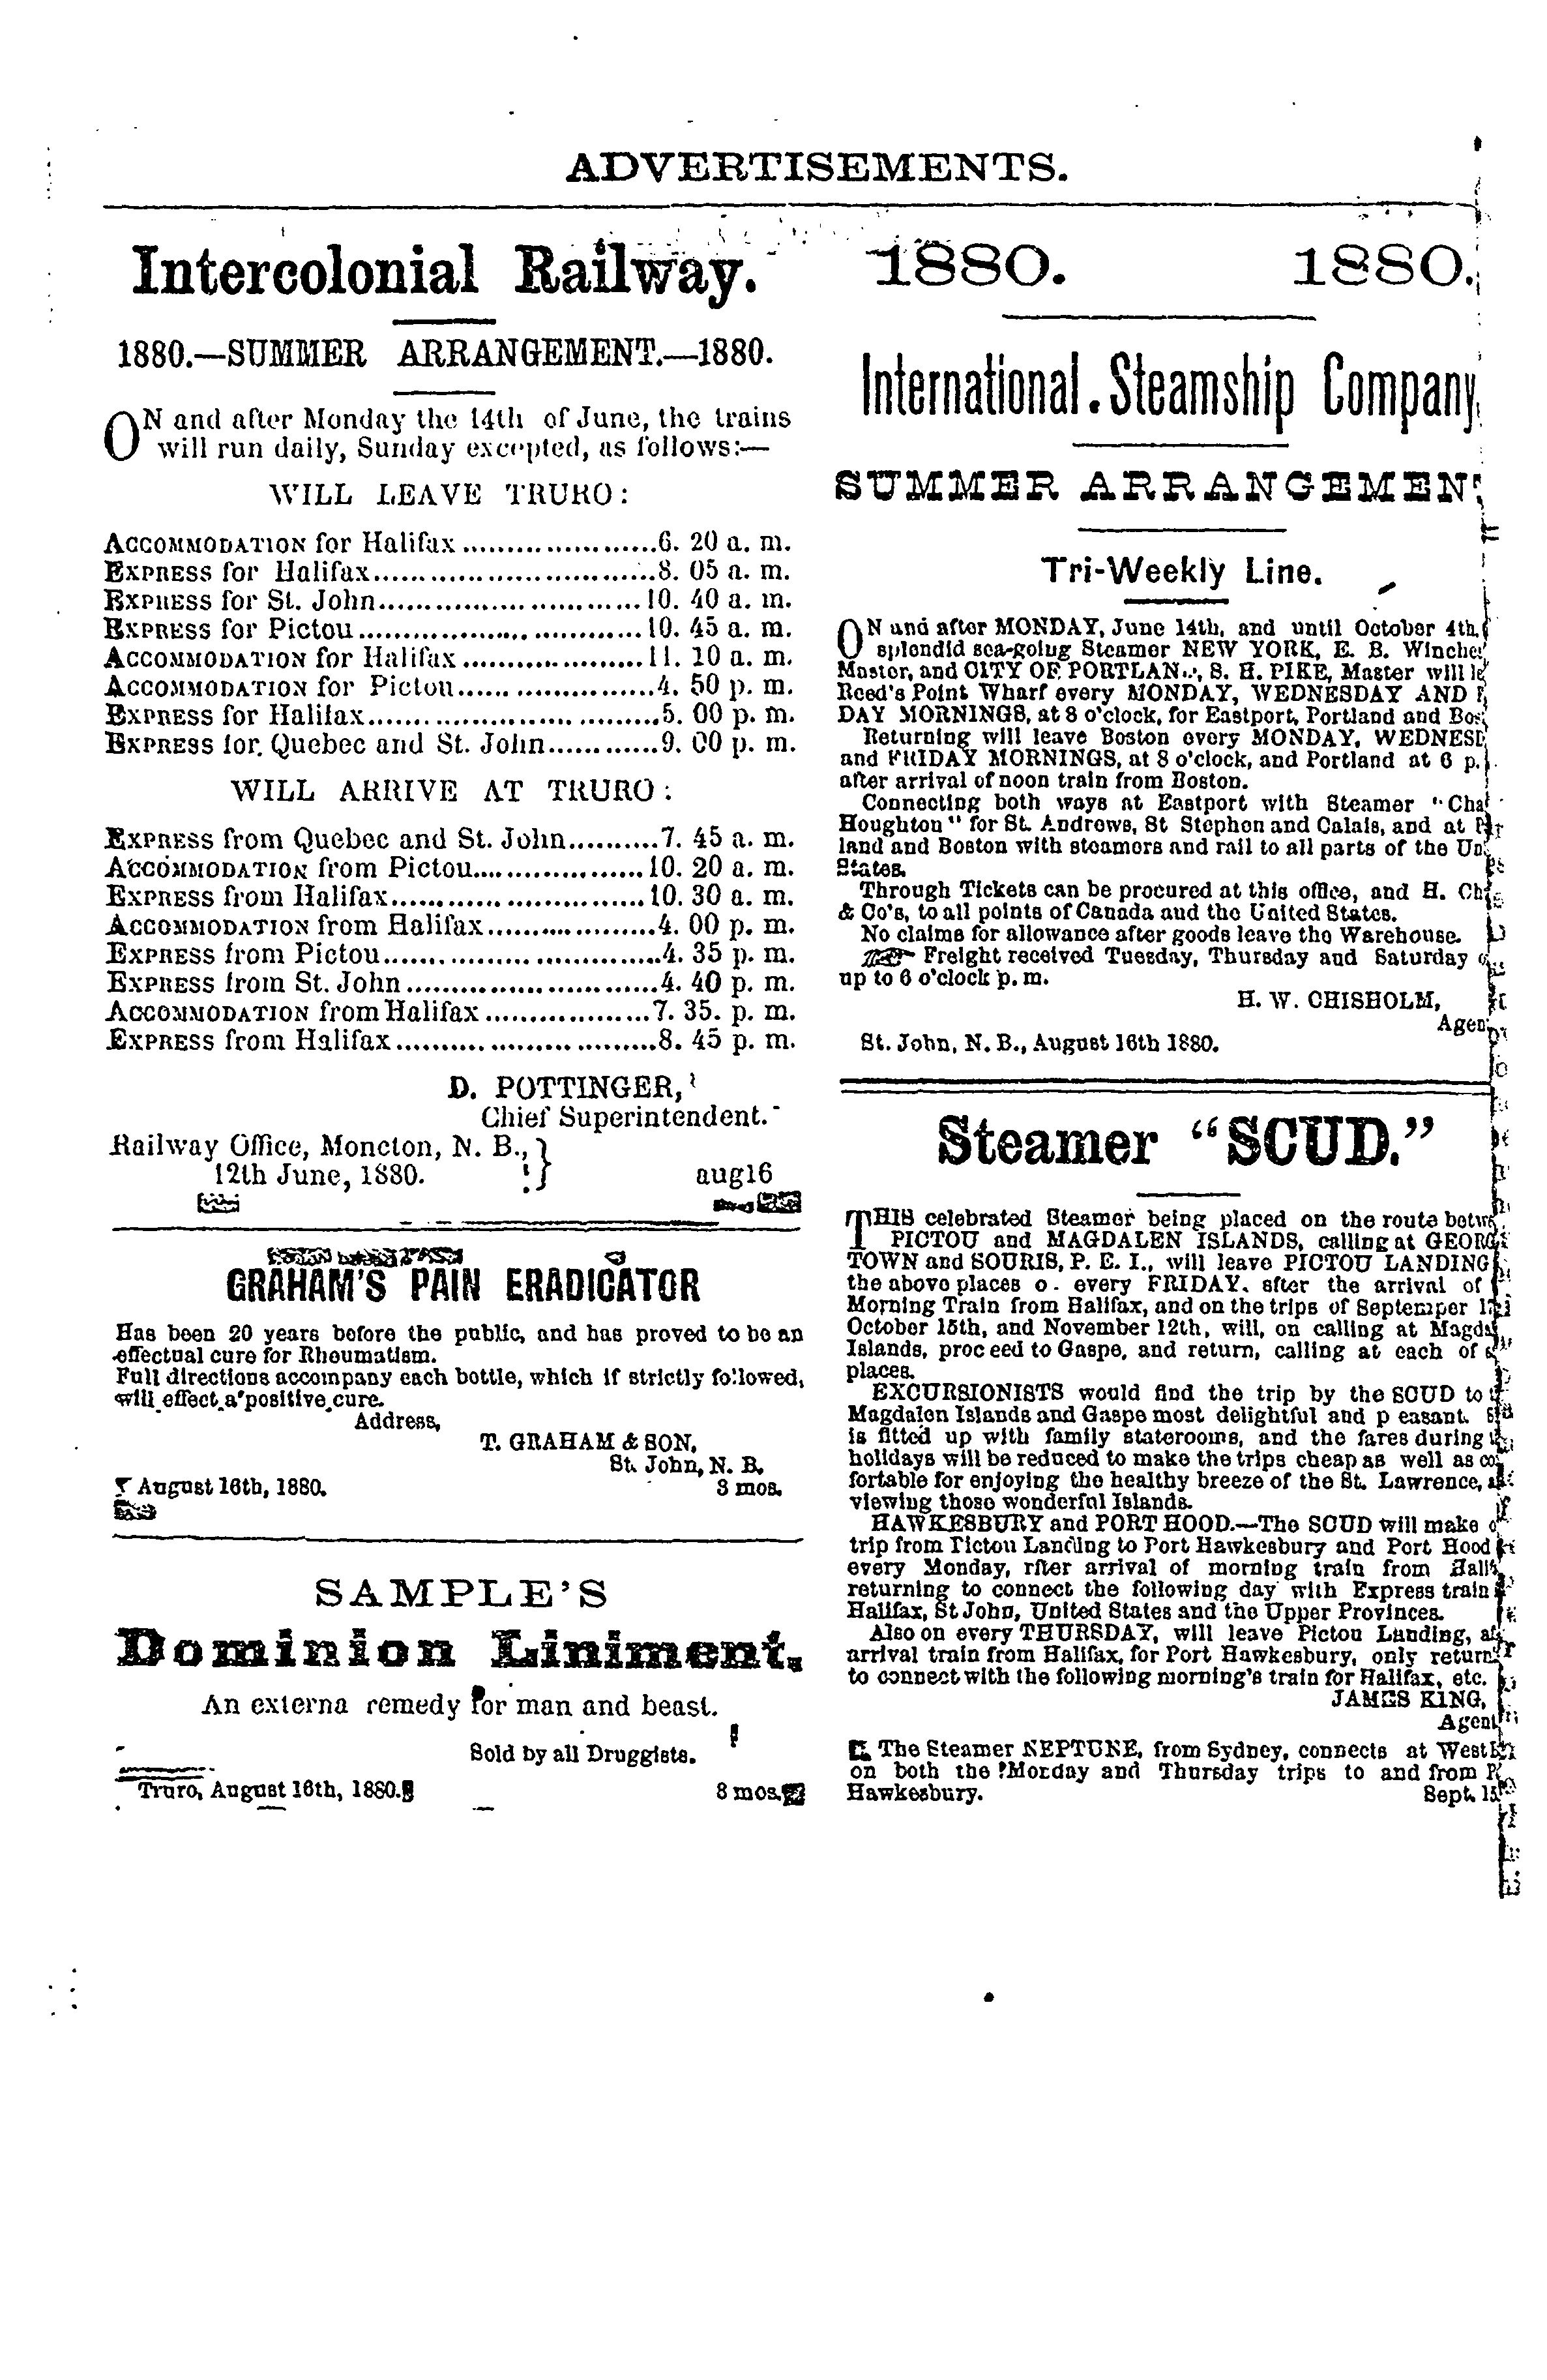 ADVERTISEMENTS.
Intercolonial Railway.
1880.—SUMMER ARRANGEMENT.—1880.
ON and after Monday the 14th of June, the trains
will run daily, Sunday excepted, as follows:—
WILL LEAVE TRURO:
ACCOMMODATION for Halifax......................6. 20 a. m.
EXPRESS for Halifax................................8. 05 a. m.
EXPRESS for St. John..............................10. 40 a. m.
EXPRESS for Pictou................................10. 45 a. m.
ACCOMMODATION for Halifax.....................11. 10 a. m.
ACCOMMODATION for Pictou......................4. 50 p. m.
EXPRESS for Halifax.................................5. 00 p. m.
EXPRESS for Quebec and St. John............9. 00 p. m.
WILL ARRIVE AT TRURO:
EXPRESS from Quebec and St. John..........7. 45 a. m.
ACCOMMODATION from Pictou...................10. 20 a. m.
EXPRESS from Halifax.............................10. 30 a. m.
ACCOMMODATION from Halifax...................4. 00 p. m.
EXPRESS from Pictou...............................4. 35 p. m.
EXPRESS from St. John............................4. 40 p. m.
ACCOMMODATION from Halifax...................7. 35. p. m.
EXPRESS from Halifax..............................8. 45 p. m.
D. POTTINGER,
Chief Superintendent.
Railway Office, Moncton, N. B.,
12th June, 1880. aug16
GRAHAM'S PAIN ERADICATOR
Has been 20 years before the public, and has proved to be an
effectual cure for Rheumatism.
Full directions accompany each bottle, which if strictly followed,
will effect a positive cure.
Address,
T. GRAHAM & SON,
St. John, N. B.
August 16th, 1880. 3 mos.
SAMPLE'S
Dominion Liniment.
An externa remedy for man and beast.
Sold by all Druggists.
Truro, August 16th, 1880. 3 mos.
1880. 1880.
International Steamship Company
SUMMER ARRANGEMEN
Tri-Weekly Line.
ON and after MONDAY, June 14th, and until October 4th,
splendid sea-going Steamer NEW YORK, E. B. Winche
Master, and CITY OF PORTLAN , S. H. PIKE, Master will le
Reed's Point Wharf every MONDAY, WEDNESDAY AND F
DAY MORNINGS, at 8 o'clock, for Eastport, Portland and Bos
Returning will leave Boston every MONDAY, WEDNESD
and FRIDAY MORNINGS, at 8 o'clock, and Portland at 6 p.
after arrival of noon train from Boston.
Connecting both ways at Eastport with Steamer "Cha
Houghton" for St. Andrews, St Stephen and Calais, and at P
land and Boston with steamers and rail to all parts of the Un
States.
Through Tickets can be procured at this office, and H. Ch
& Co's, to all points of Canada and the United States.
No claims for allowance after goods leave the Warehouse.
Freight received Tuesday, Thursday and Saturday
up to 6 o'clock p. m.
H. W. CHISHOLM,
Agen
St. John, N. B., August 16th 1880.
Steamer "SCUD."
THIS celebrated Steamer being placed on the route betw
PICTOU and MAGDALEN ISLANDS, calling at GEORG
TOWN and SOURIS, P. E. I., will leave PICTOU LANDING
the above places o every FRIDAY. after the arrival of
Morning Train from Halifax, and on the trips of September 1
October 15th, and November 12th, will, on calling at Magda
Islands, proceed to Gaspe, and return, calling at each of
places.
EXCURSIONISTS would find the trip by the SCUD to
Magdalen Islands and Gaspe most delightful and p easant. S
is fitted up with family staterooms, and the fares during
holidays will be reduced to make the trips cheap as well as co
fortable for enjoying the healthy breeze of the St. Lawrence,
viewing those wonderful Islands.
HAWKESBURY and PORT HOOD.—The SCUD will make
trip from Pictou Landing to Port Hawkesbury and Port Hood
every Monday, rfter arrival of morning train from Hali
returning to connect the following day with Express train
Halifax, St John, United States and the Upper Provinces.
Also on every THURSDAY, will leave Pictou Landing, a
arrival train from Halifax, for Port Hawkesbury, only return
to connect with the following morning's train for Halifax, etc.
JAMES KING,
Agent
The Steamer NEPTUNE, from Sydney, connects at West
on both the Monday and Thursday trips to and from P
Hawkesbury. Sept. 15